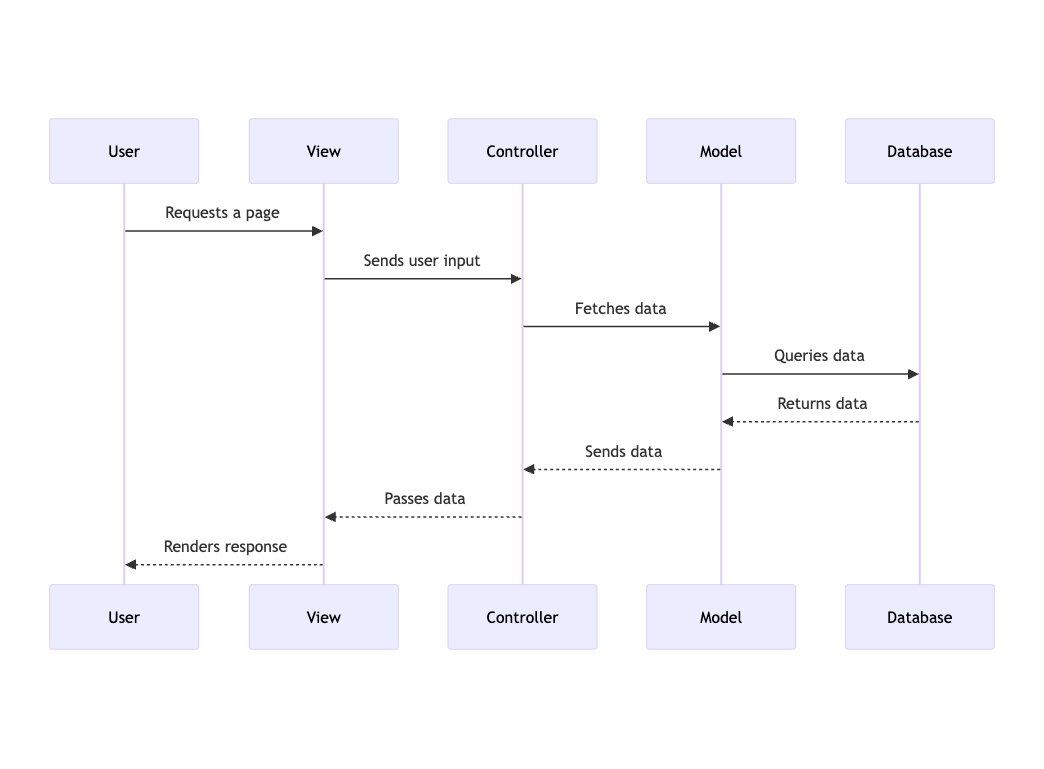 User
View
Controller
Model
Database
Requests a page
Sends user input
Fetches data
Queries data
Returns data
Sends data
Passes data
Renders response
User
View
Controller
Model
Database